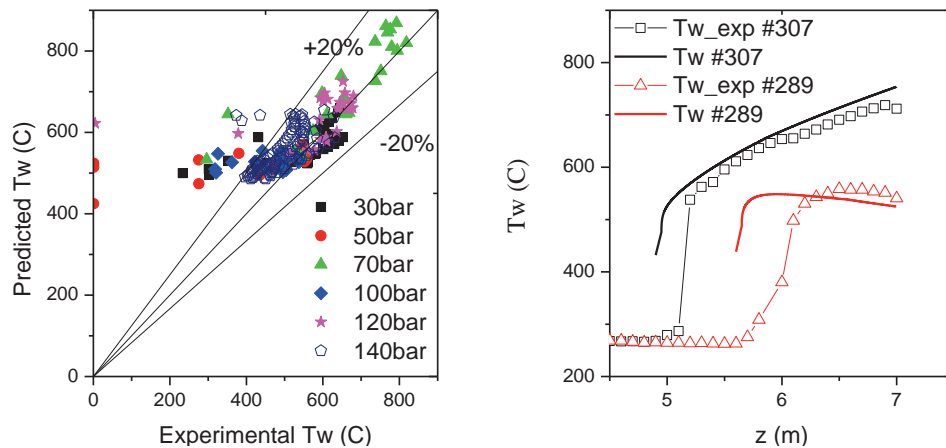 800
600
400
200
0
0
200
400
600
800
Predicted Tw (C)
Experimental Tw (C)
+20%
-20%
30bar
50bar
70bar
100bar
120bar
140bar
800
600
400
200
5
6
7
Tw (C)
z (m)
Tw_exp #307
Tw #307
Tw_exp #289
Tw #289